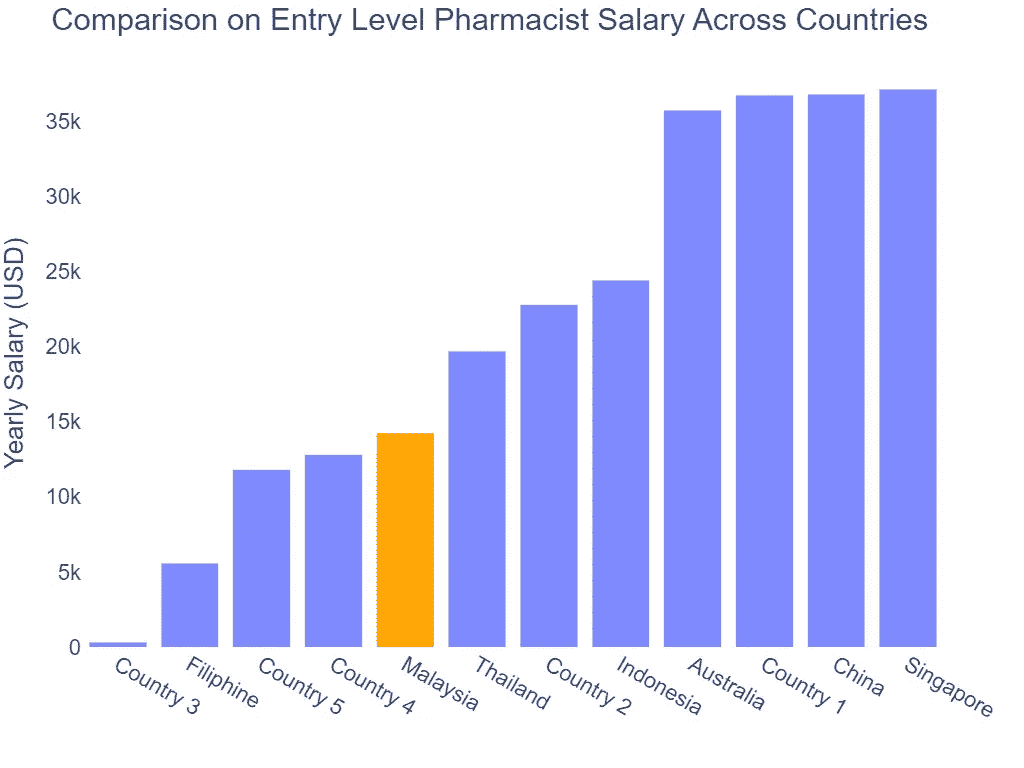 Comparison on Entry Level Pharmacist Salary Across Countries
Yearly Salary (USD)
35k
30k
25k
20k
15k
10k
5k
0
Country 3
Filiphine
Country 5
Country 4
Malaysia
Thailand
Country 2
Indonesia
Australia
Country 1
China
Singapore